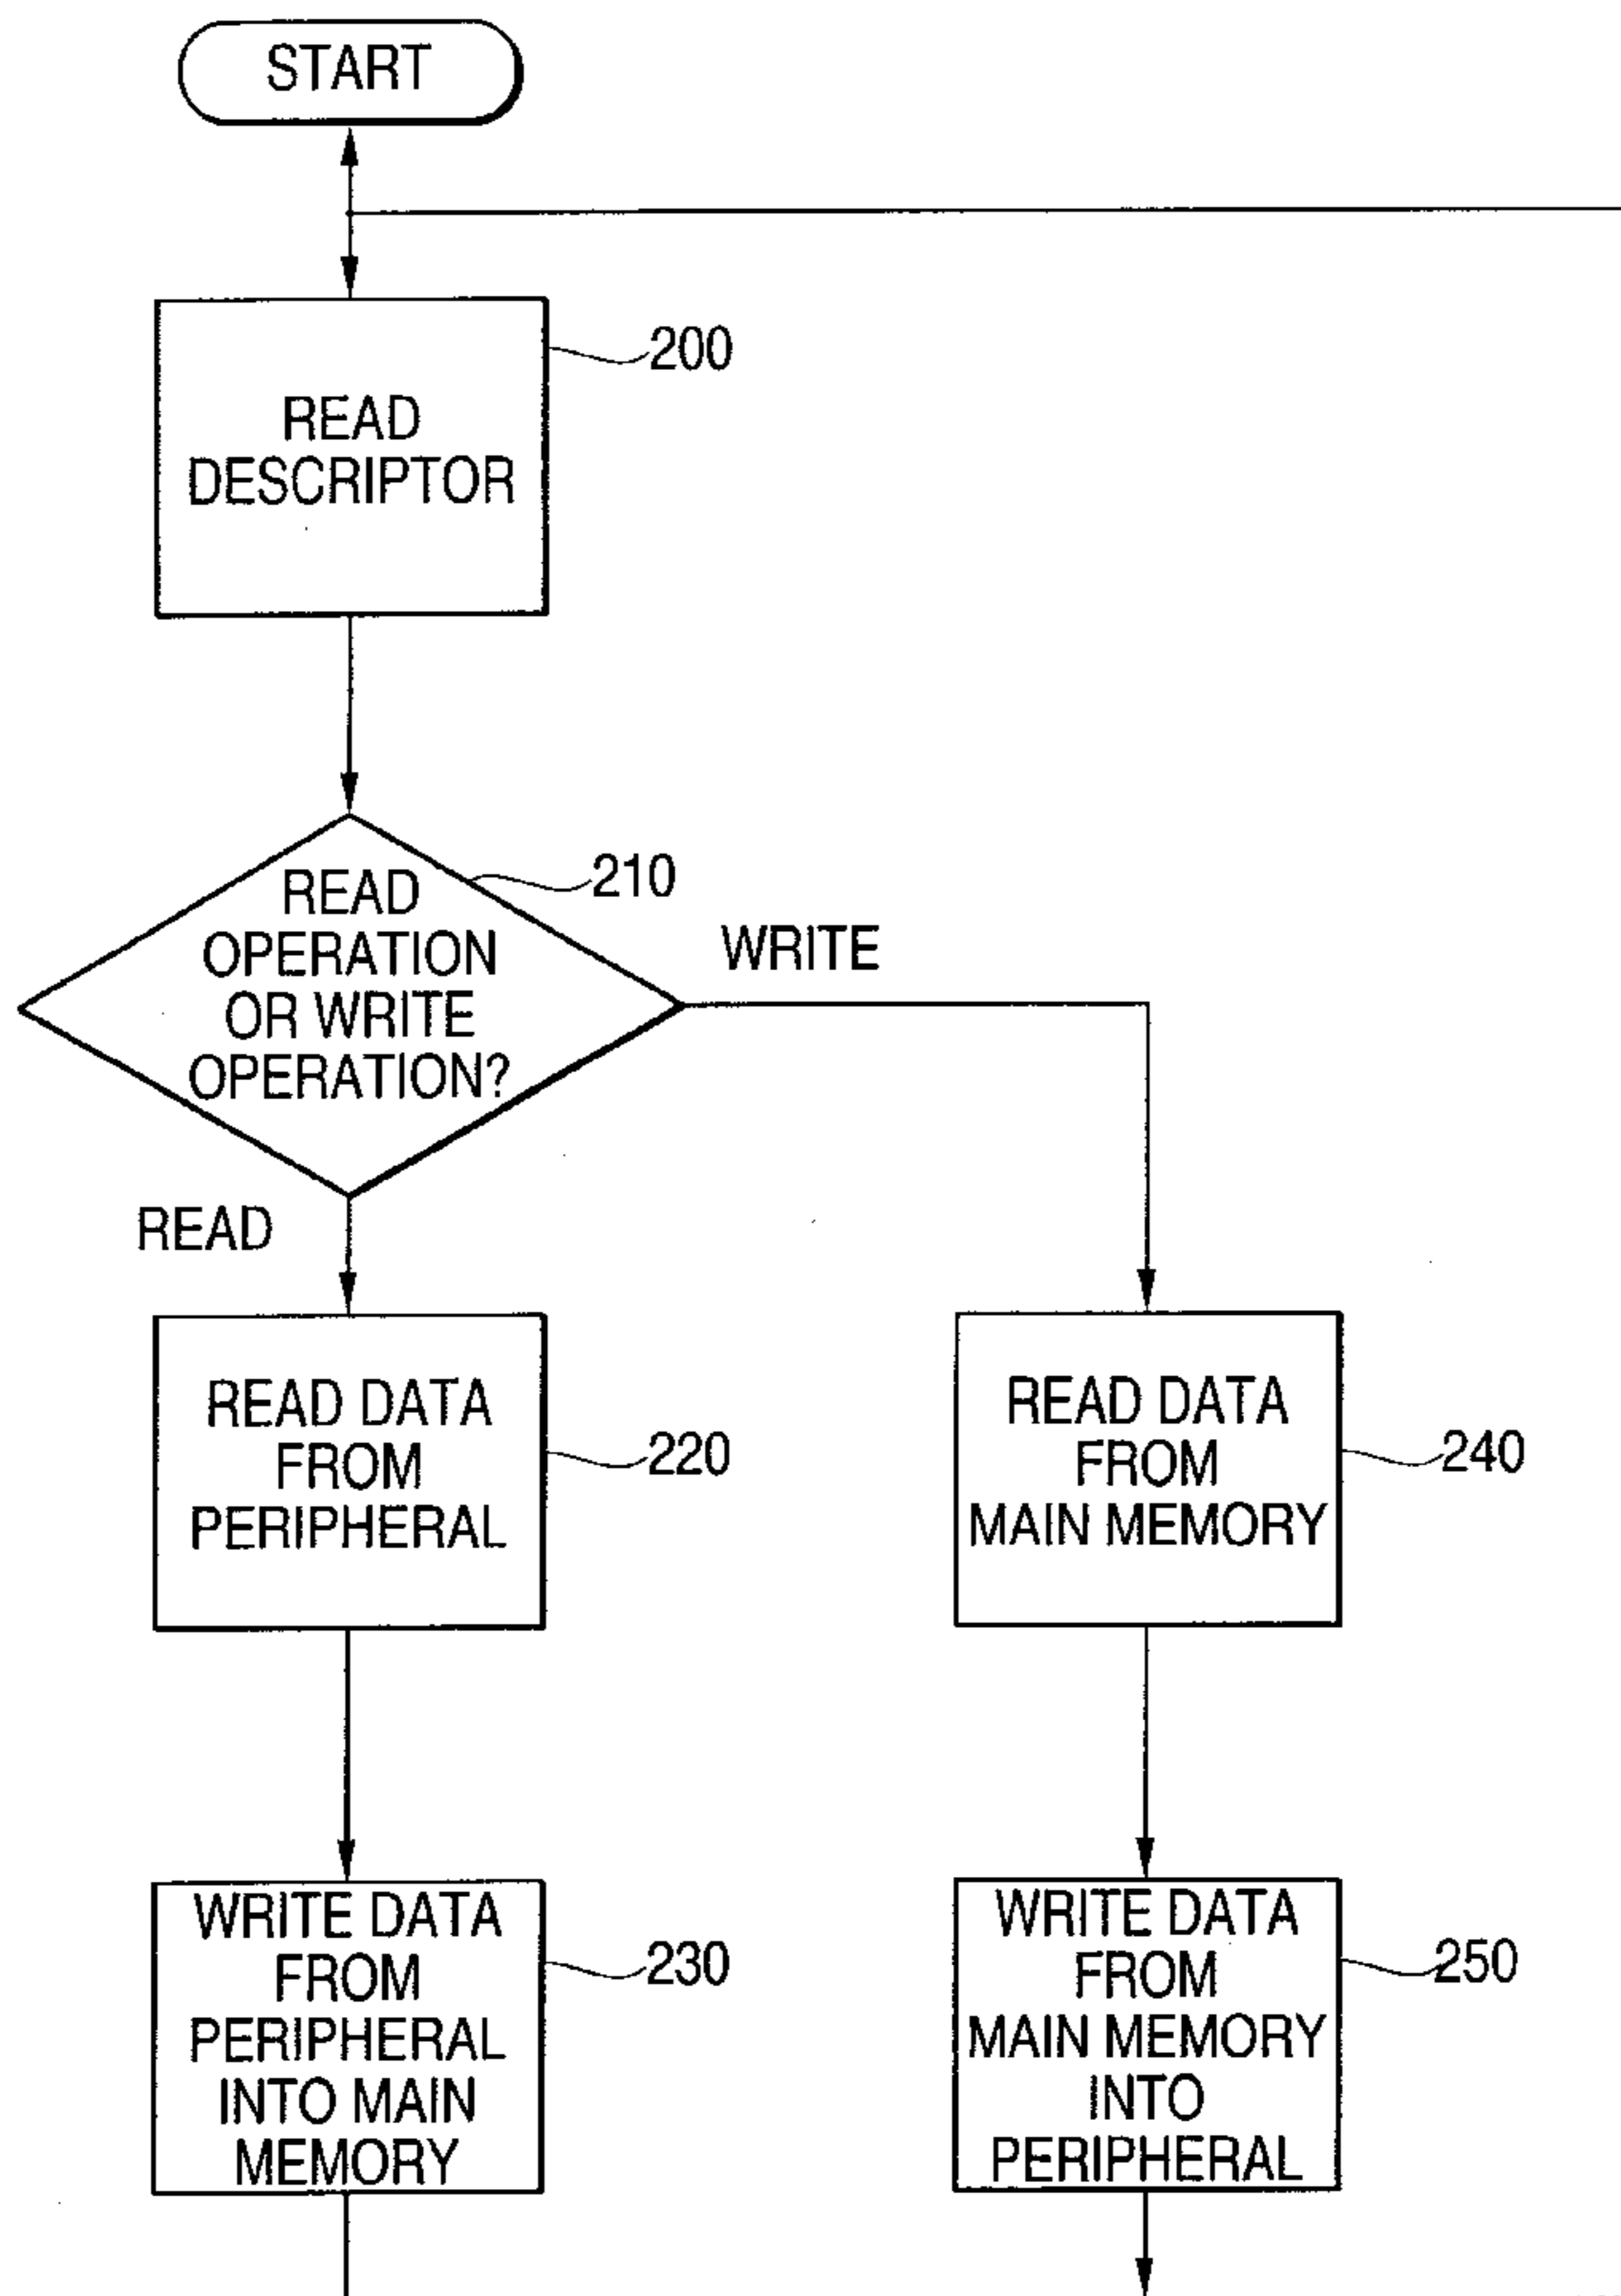 START
200
READ
DESCRIPTOR
210
READ
OPERATION
OR WRITE
OPERATION?
WRITE
READ
READ DATA
FROM
PERIPHERAL
220
READ DATA
FROM
MAIN MEMORY
240
WRITE DATA
FROM
PERIPHERAL
INTO MAIN
MEMORY
230
WRITE DATA
FROM
MAIN MEMORY
INTO
PERIPHERAL
250